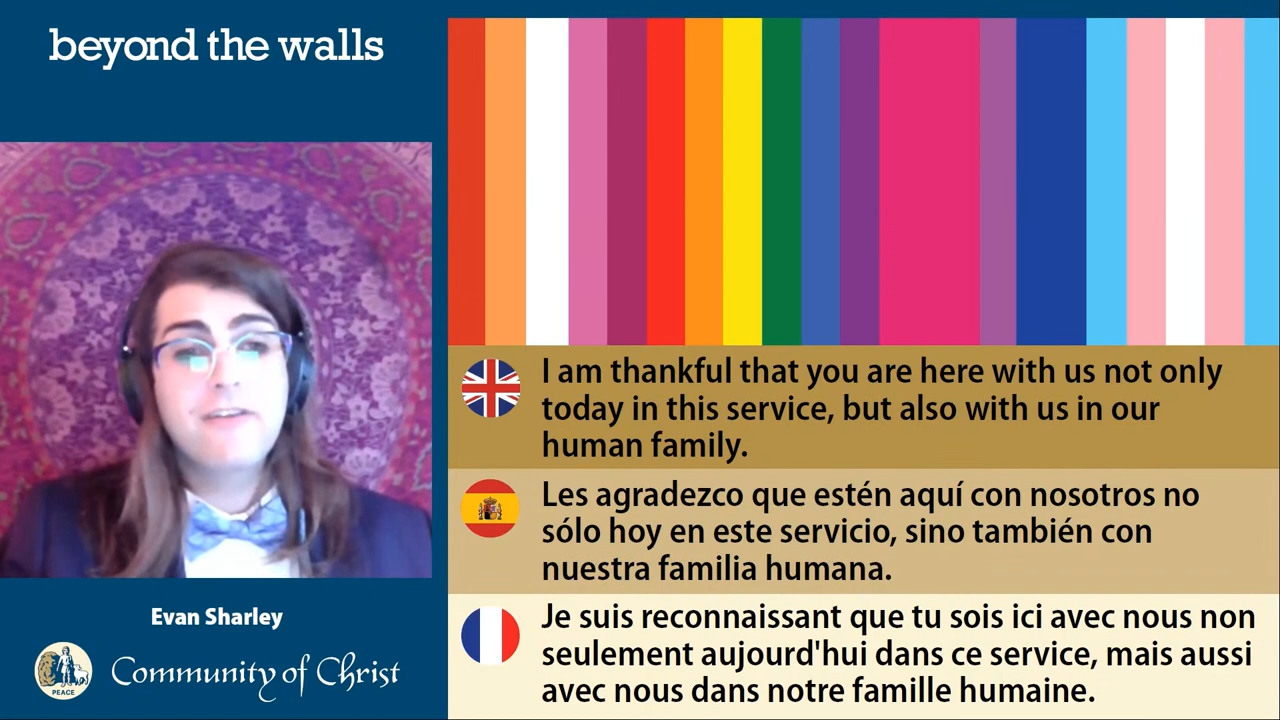 beyond the walls
I am thankful that you are here with us not only
today in this service, but also with us in our
human family.
Les agradezco que estén aquí con nosotros no
sólo hoy en este servicio, sino también con
nuestra familia humana.
Je suis reconnaissant que tu sois ici avec nous non
seulement aujourd'hui dans ce service, mais aussi
avec nous dans notre famille humaine.
Evan Sharley
PEACE
Community of Christ